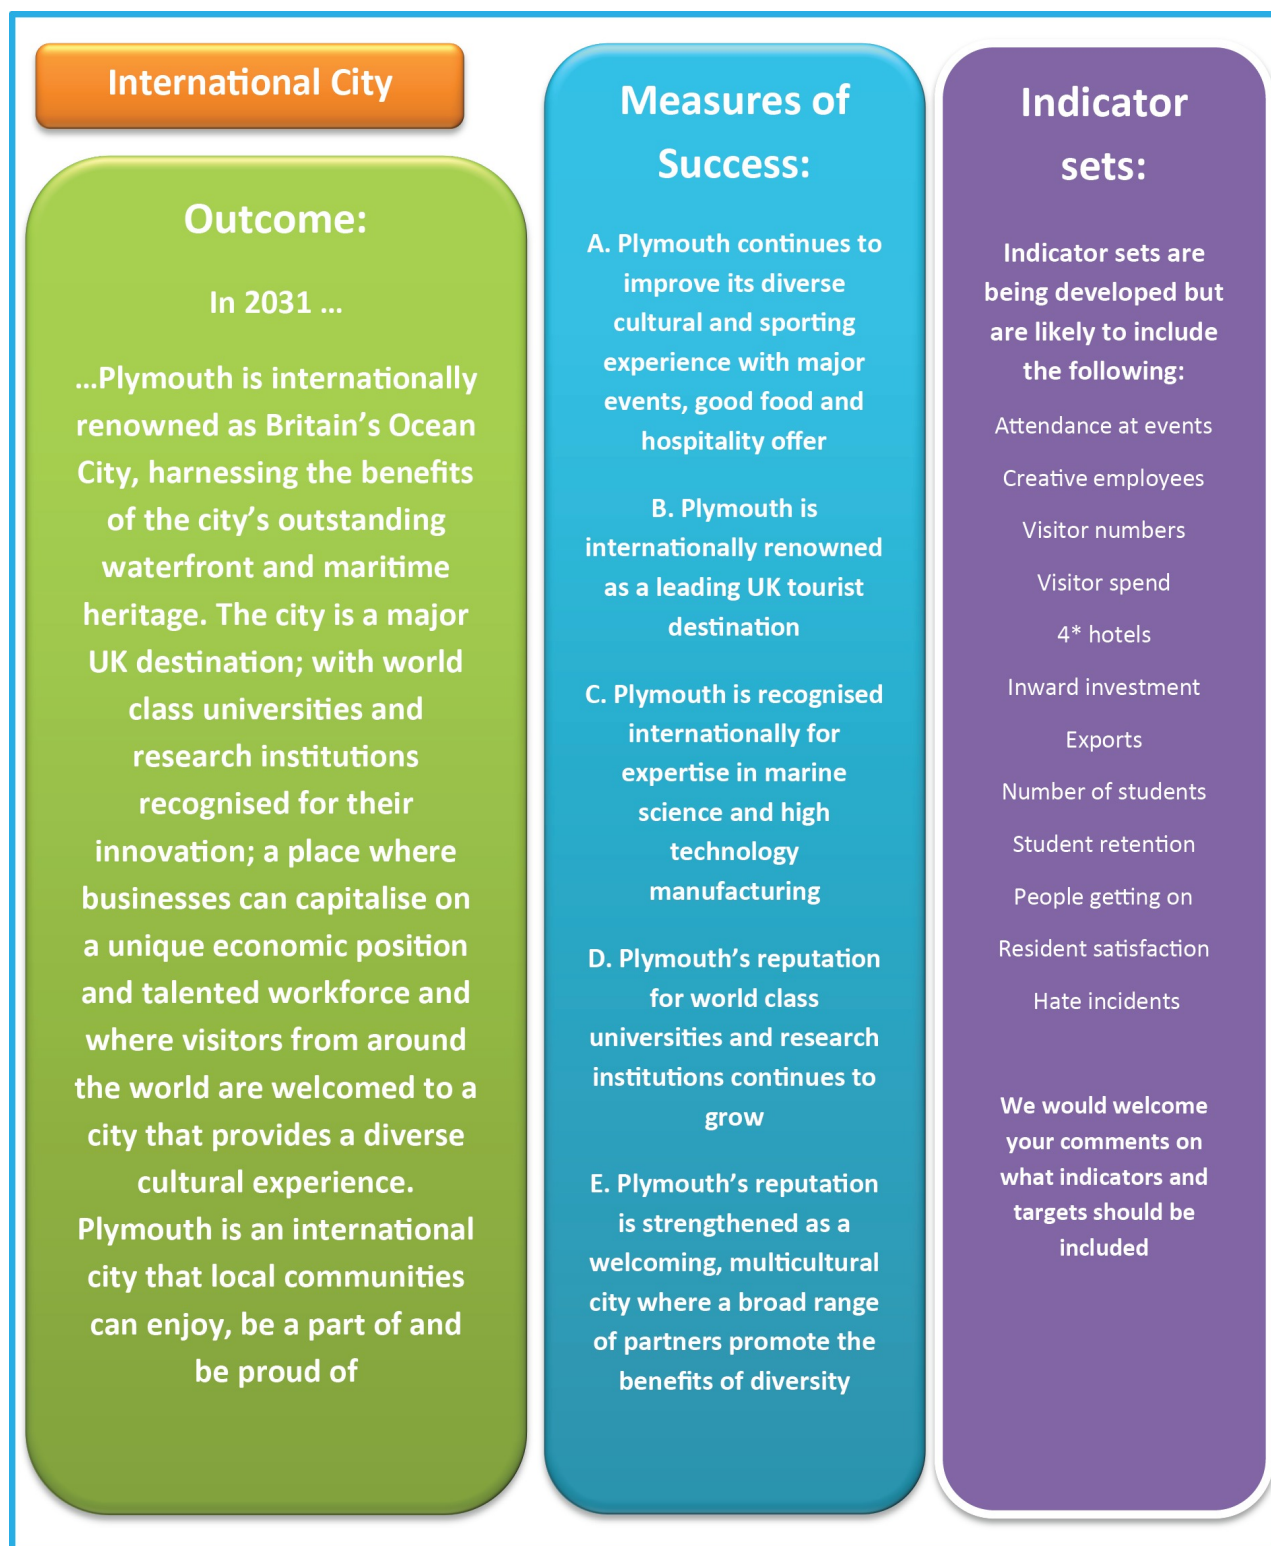 International City
Outcome:
In 2031 ...
...Plymouth is internationally
renowned as Britain’s Ocean
City, harnessing the benefits
of the city’s outstanding
waterfront and maritime
heritage. The city is a major
UK destination; with world
class universities and
research institutions
recognised for their
innovation; a place where
businesses can capitalise on
a unique economic position
and talented workforce and
where visitors from around
the world are welcomed to a
city that provides a diverse
cultural experience.
Plymouth is an international
city that local communities
can enjoy, be a part of and
be proud of
Measures of
Success:
A. Plymouth continues to
improve its diverse
cultural and sporting
experience with major
events, good food and
hospitality offer
B. Plymouth is
internationally renowned
as a leading UK tourist
destination
C. Plymouth is recognised
internationally for
expertise in marine
science and high
technology
manufacturing
D. Plymouth’s reputation
for world class
universities and research
institutions continues to
grow
E. Plymouth’s reputation
is strengthened as a
welcoming, multicultural
city where a broad range
of partners promote the
benefits of diversity
Indicator
sets:
Indicator sets are
being developed but
are likely to include
the following:
Attendance at events
Creative employees
Visitor numbers
Visitor spend
4* hotels
Inward investment
Exports
Number of students
Student retention
People getting on
Resident satisfaction
Hate incidents
We would welcome
your comments on
what indicators and
targets should be
included